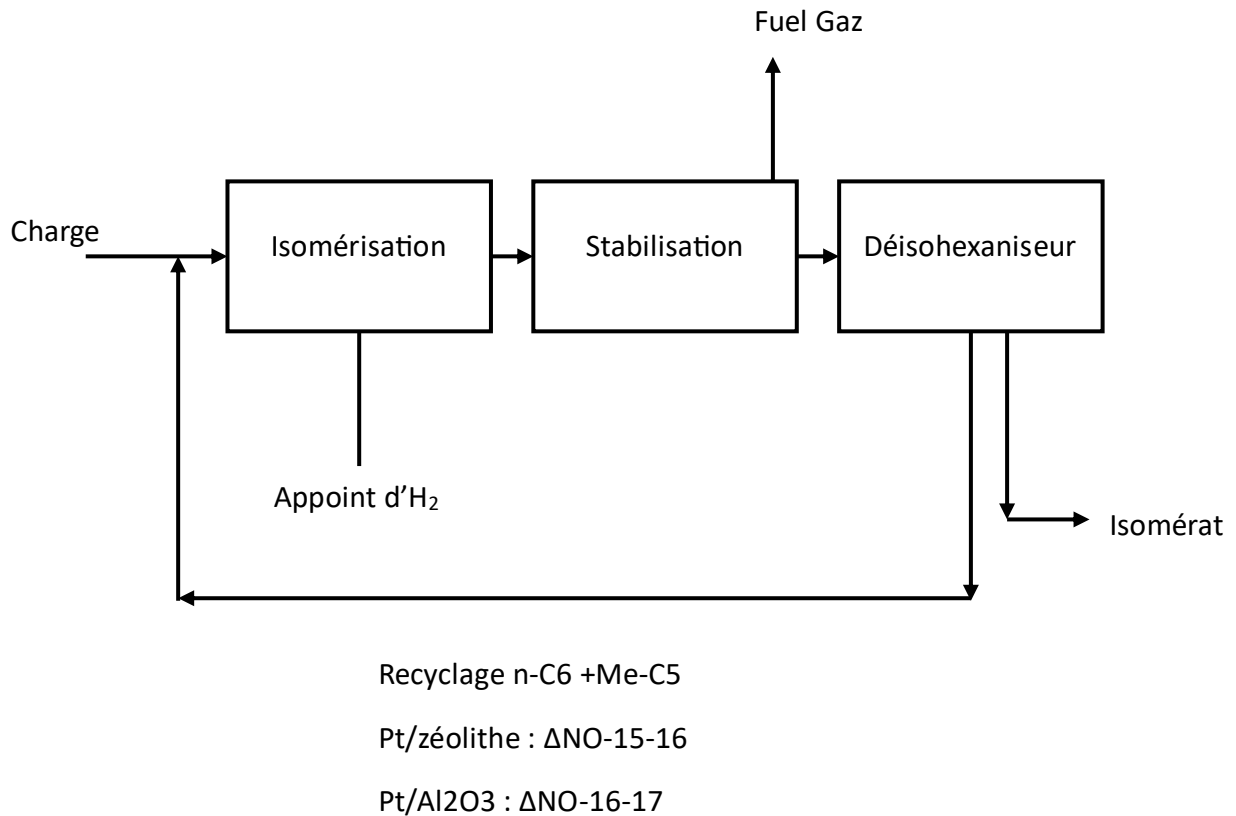 Fuel Gaz
Charge
Isomérisation
Stabilisation
Déisohexaniseur
Appoint d’H₂
Isomérat
Recyclage n-C6 +Me-C5
Pt/zéolithe : ΔNO-15-16
Pt/Al2O3 : ΔNO-16-17